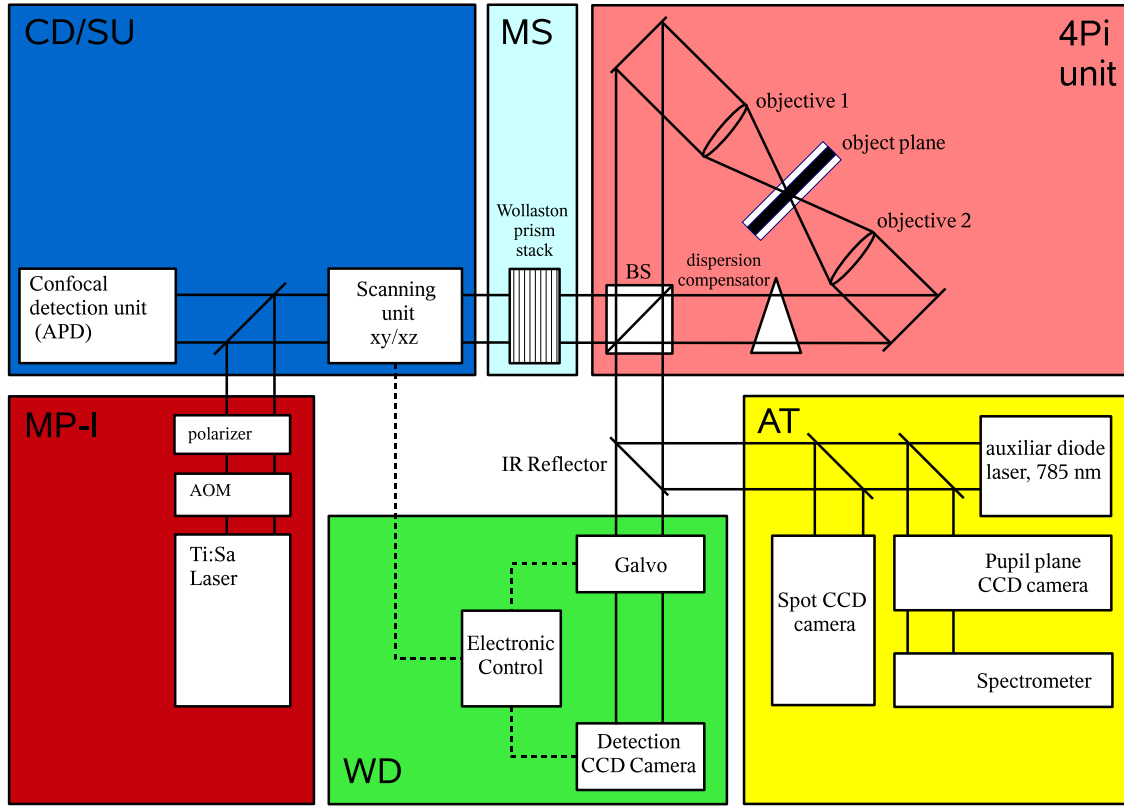 CD/SU
MS
4Pi
unit
objective 1
object plane
objective 2
Wollaston
prism
stack
BS
dispersion
compensator
Confocal
detection unit
(APD)
Scanning
unit
xy/xz
MP-I
polarizer
AOM
Ti:Sa
Laser
IR Reflector
AT
auxiliar diode
laser, 785 nm
Spot CCD
camera
Pupil plane
CCD camera
Spectrometer
Galvo
Electronic
Control
Detection
CCD Camera
WD